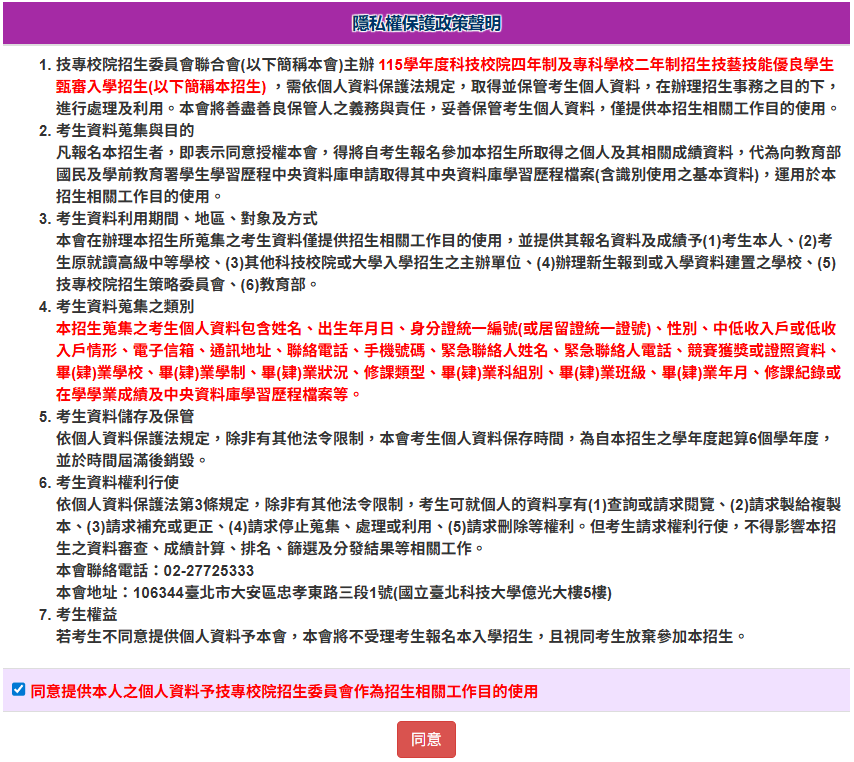 隱私權保護政策聲明
1. 技專校院招生委員會聯合會(以下簡稱本會)主辦 115學年度科技校院四年制及專科學校二年制招生技藝技能優良學生
甄審入學招生(以下簡稱本招生) ，需依個人資料保護法規定，取得並保管考生個人資料，在辦理招生事務之目的下，
進行處理及利用。本會將善盡善良保管人之義務與責任，妥善保管考生個人資料，僅提供本招生相關工作目的使用。
2. 考生資料蒐集與目的
凡報名本招生者，即表示同意授權本會，得將自考生報名參加本招生所取得之個人及其相關成績資料，代為向教育部
國民及學前教育署學生學習歷程中央資料庫申請取得其中央資料庫學習歷程檔案(含識別使用之基本資料)，運用於本
招生相關工作目的使用。
3. 考生資料利用期間、地區、對象及方式
本會在辦理本招生所蒐集之考生資料僅提供招生相關工作目的使用，並提供其報名資料及成績予(1)考生本人、(2)考
生原就讀高級中等學校、(3)其他科技校院或大學入學招生之主辦單位、(4)辦理新生報到或入學資料建置之學校、(5)
技專校院招生策略委員會、(6)教育部。
4. 考生資料蒐集之類別
本招生蒐集之考生個人資料包含姓名、出生年月日、身分證統一編號(或居留證統一證號)、性別、中低收入戶或低收
入戶情形、電子信箱、通訊地址、聯絡電話、手機號碼、緊急聯絡人姓名、緊急聯絡人電話、競賽獲獎或證照資料、
畢(肄)業學校、畢(肄)業學制、畢(肄)業狀況、修課類型、畢(肄)業科組別、畢(肄)業班級、畢(肄)業年月、修課紀錄或
在學學業成績及中央資料庫學習歷程檔案等。
5. 考生資料儲存及保管
依個人資料保護法規定，除非有其他法令限制，本會考生個人資料保存時間，為自本招生之學年度起算6個學年度，
並於時間屆滿後銷毀。
6. 考生資料權利行使
依個人資料保護法第3條規定，除非有其他法令限制，考生可就個人的資料享有(1)查詢或請求閱覽、(2)請求製給複製
本、(3)請求補充或更正、(4)請求停止蒐集、處理或利用、(5)請求刪除等權利。但考生請求權利行使，不得影響本招
生之資料審查、成績計算、排名、篩選及分發結果等相關工作。
本會聯絡電話：02-27725333
本會地址：106344臺北市大安區忠孝東路三段1號(國立臺北科技大學億光大樓5樓)
7. 考生權益
若考生不同意提供個人資料予本會，本會將不受理考生報名本入學招生，且視同考生放棄參加本招生。
同意提供本人之個人資料予技專校院招生委員會作為招生相關工作目的使用
同意